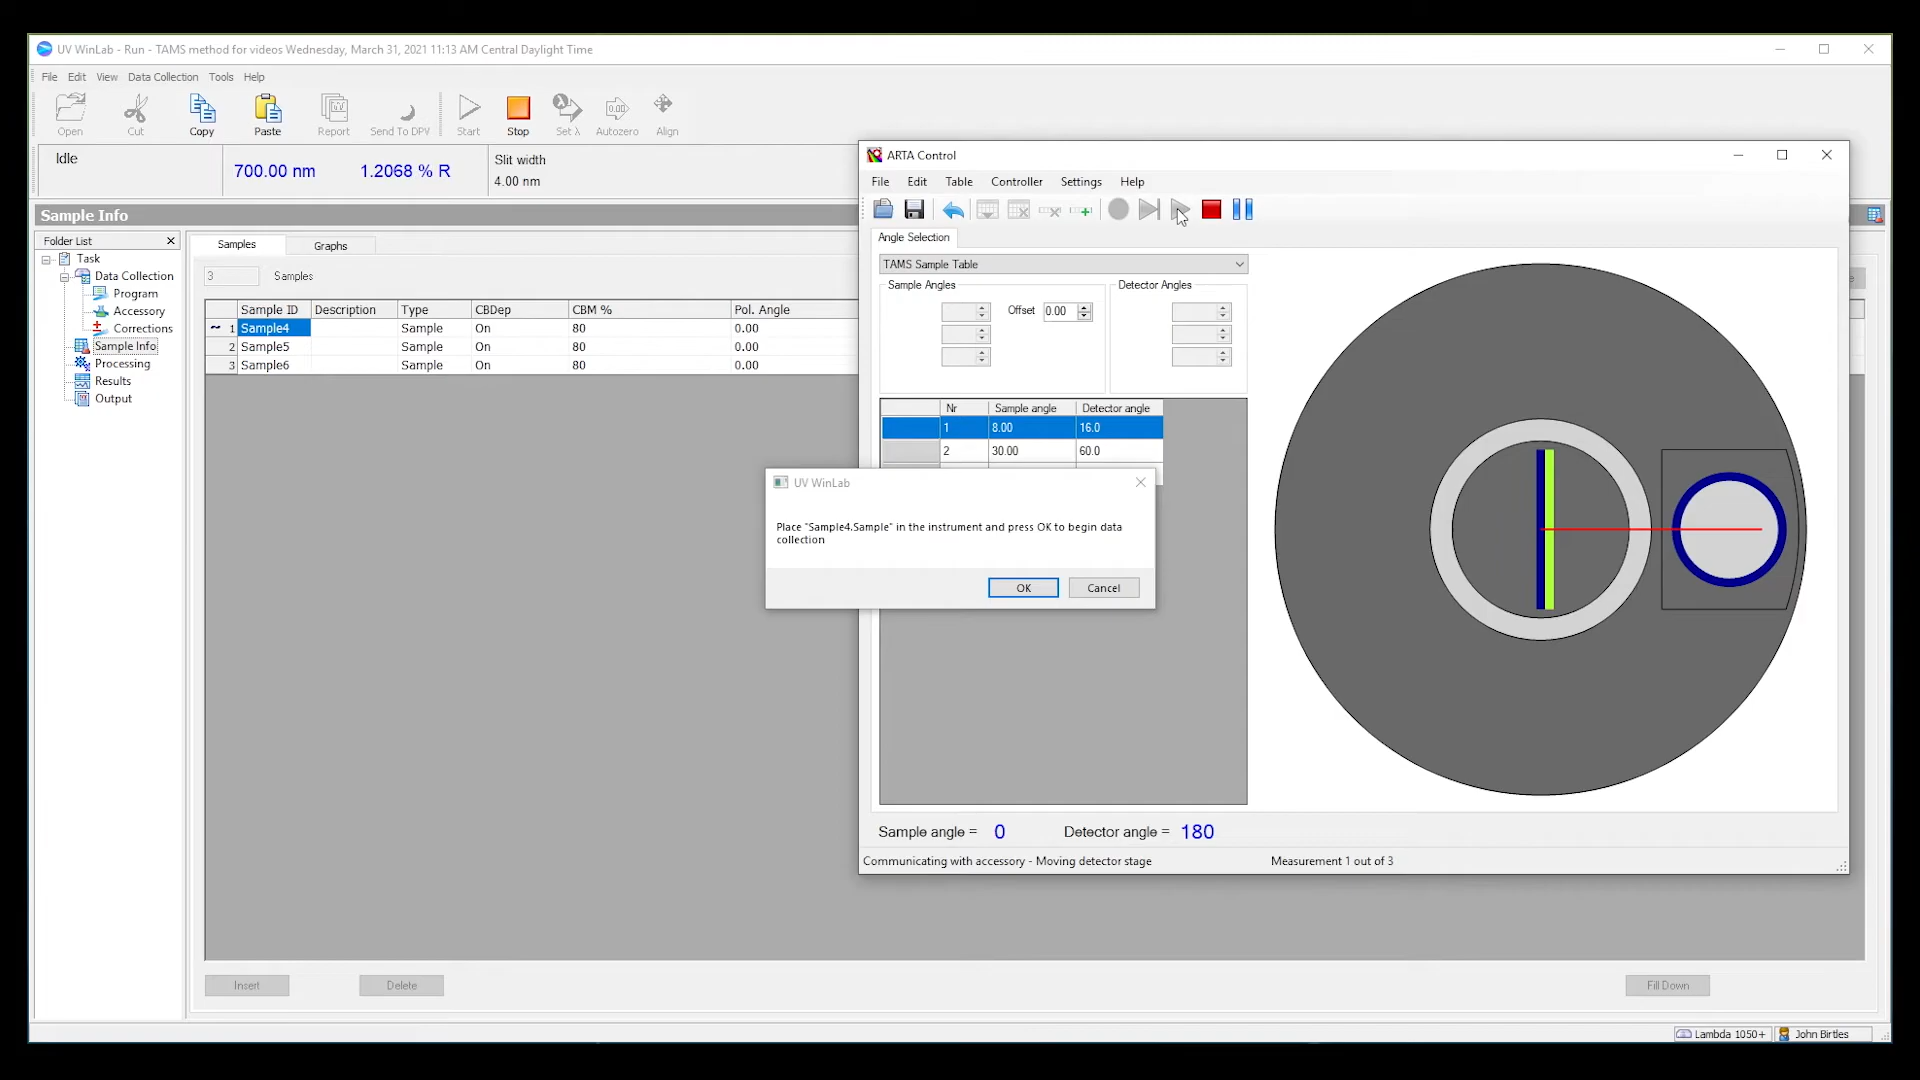 UV WinLab - Run - TAMS method for videos Wednesday, March 31, 2021 11:13 AM Central Daylight Time
File Edit View Data Collection Tools Help
Open Cut Copy Paste Report Send To DPV Start Stop Set λ Autozero Align
Idle
700.00 nm 1.2068 % R
Slit width
4.00 nm
Sample Info
Folder List
Task
Data Collection
Program
Accessory
Corrections
Sample Info
Processing
Results
Output
Samples Graphs
3 Samples
Sample ID Description Type CBDep CBM % Pol. Angle
1 Sample4 Sample On 80 0.00
2 Sample5 Sample On 80 0.00
3 Sample6 Sample On 80 0.00
Insert Delete Fill Down
ARTA Control
File Edit Table Controller Settings Help
Angle Selection
TAMS Sample Table
Sample Angles Detector Angles
Offset 0.00
Nr Sample angle Detector angle
1 8.00 16.0
2 30.00 60.0
UV WinLab
Place "Sample4.Sample" in the instrument and press OK to begin data
collection
OK Cancel
Sample angle = 0 Detector angle = 180
Communicating with accessory - Moving detector stage Measurement 1 out of 3
Lambda 1050+ John Birtles